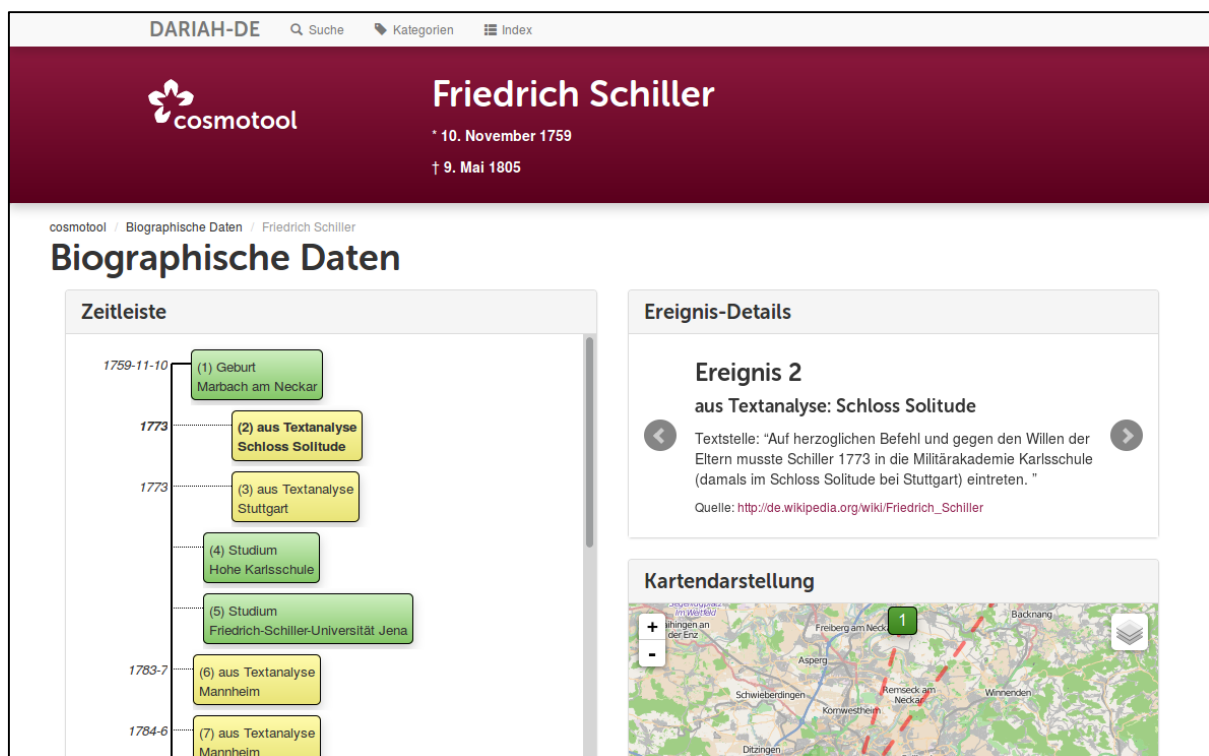 DARIAH-DE Suche Kategorien Index
cosmotool
Friedrich Schiller
* 10. November 1759
† 9. Mai 1805
cosmotool / Biographische Daten / Friedrich Schiller
Biographische Daten
Zeitleiste
1759-11-10
(1) Geburt
Marbach am Neckar
1773
(2) aus Textanalyse
Schloss Solitude
1773
(3) aus Textanalyse
Stuttgart
(4) Studium
Hohe Karlsschule
(5) Studium
Friedrich-Schiller-Universität Jena
1783-7
(6) aus Textanalyse
Mannheim
1784-6
(7) aus Textanalyse
Mannheim
Ereignis-Details
Ereignis 2
aus Textanalyse: Schloss Solitude
Textstelle: “Auf herzoglichen Befehl und gegen den Willen der
Eltern musste Schiller 1773 in die Militärakademie Karlsschule
(damals im Schloss Solitude bei Stuttgart) eintreten. ”
Quelle: http://de.wikipedia.org/wiki/Friedrich_Schiller
Kartendarstellung
+
-
im Weitfeld
an
der Enz
Freiberg am
1
Backnang
Asperg
Schwieberdingen
Remseck am
Neckar
Winnenden
Kornwestheim
Ditzingen